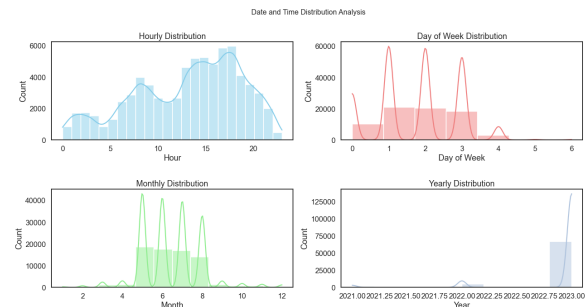 Date and Time Distribution Analysis
Hourly Distribution
Day of Week Distribution
6000
4000
2000
0
Count
0 5 10 15 20
Hour
60000
40000
20000
0
Count
0 1 2 3 4 5 6
Day of Week
Monthly Distribution
Yearly Distribution
40000
30000
20000
10000
0
Count
2 4 6 8 10 12
Month
125000
100000
75000
50000
25000
0
Count
2021.00 2021.25 2021.50 2021.75 2022.00 2022.25 2022.50 2022.75 2023.00
Year